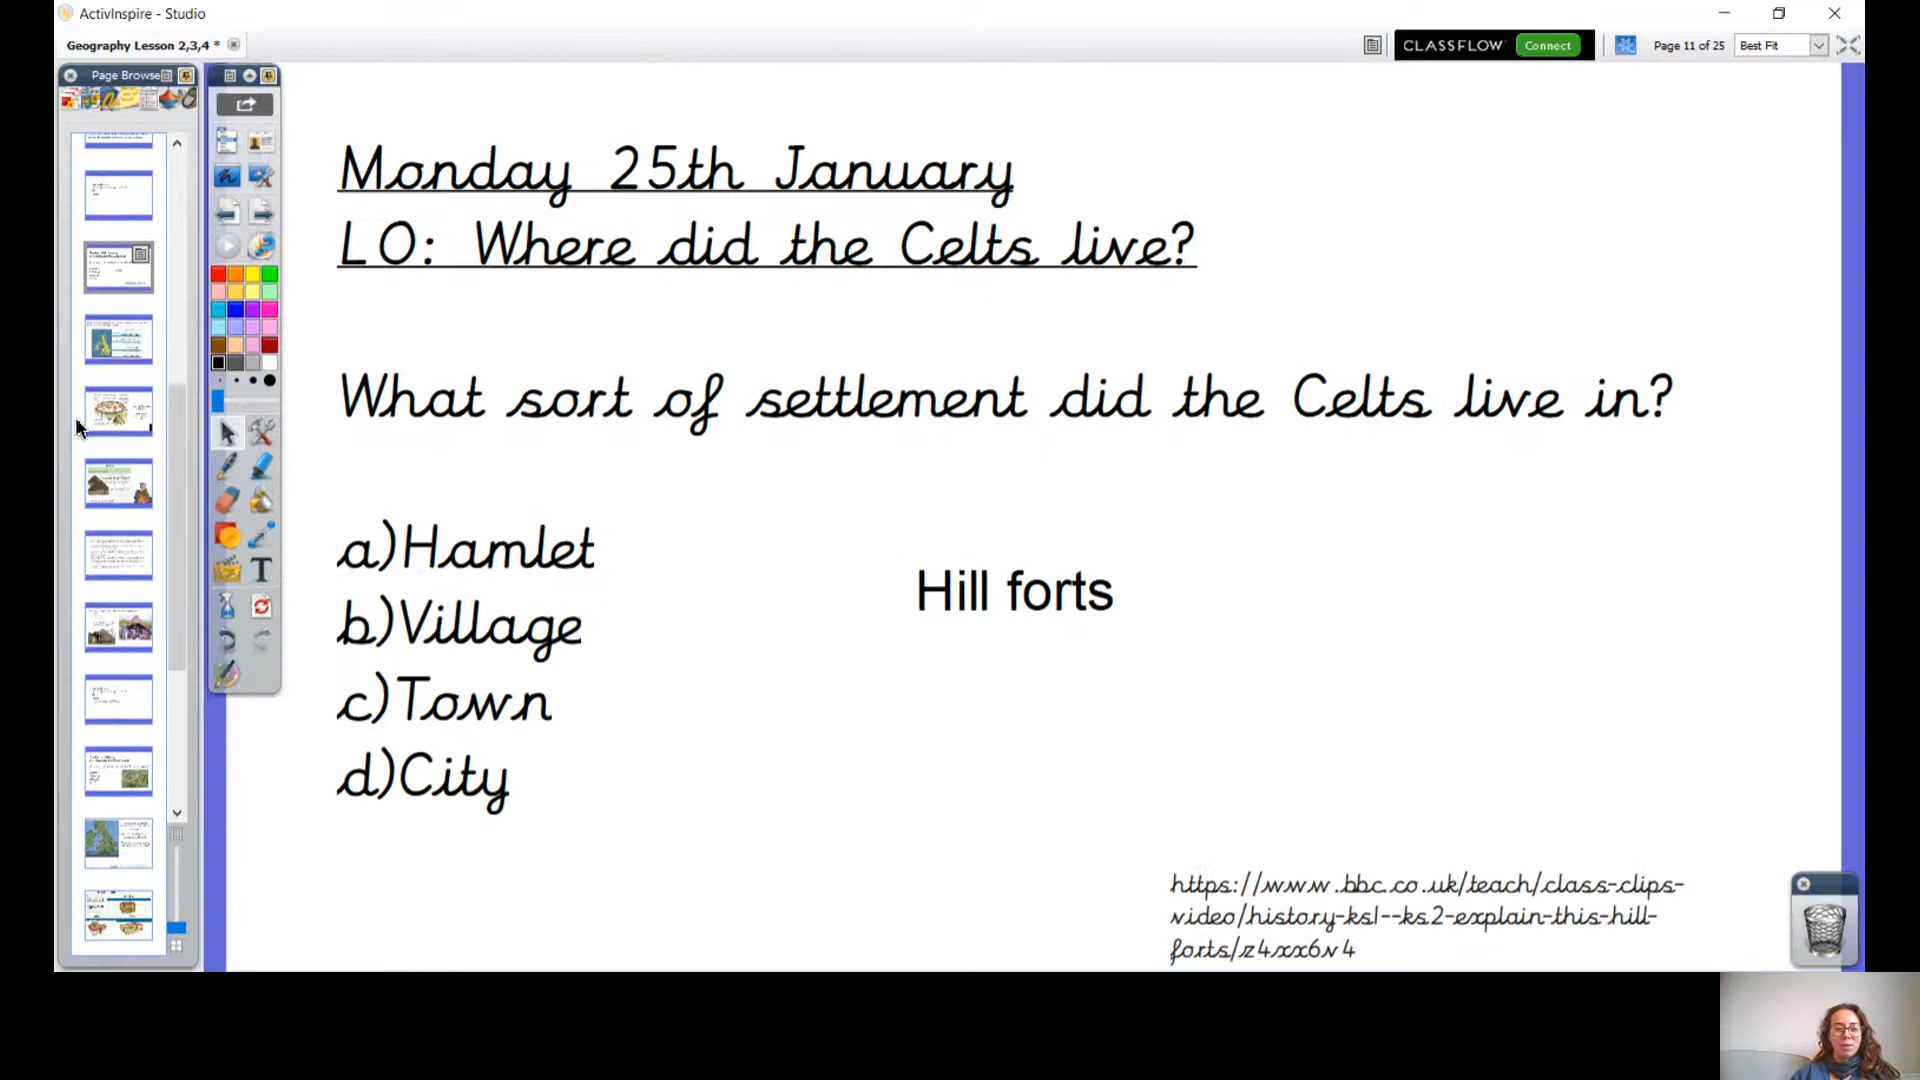 ActivInspire - Studio
Geography Lesson 2,3,4 *
CLASSFLOW Connect Page 11 of 25 Best Fit
Page Browse
Monday 25th January
LO: Where did the Celts live?
What sort of settlement did the Celts live in?
a)Hamlet
Hill forts
b)Village
c)Town
d)City
https://www.bbc.co.uk/teach/class-clips-
video/history-ks1--ks2-explain-this-hill-
forts/z4xx6v4